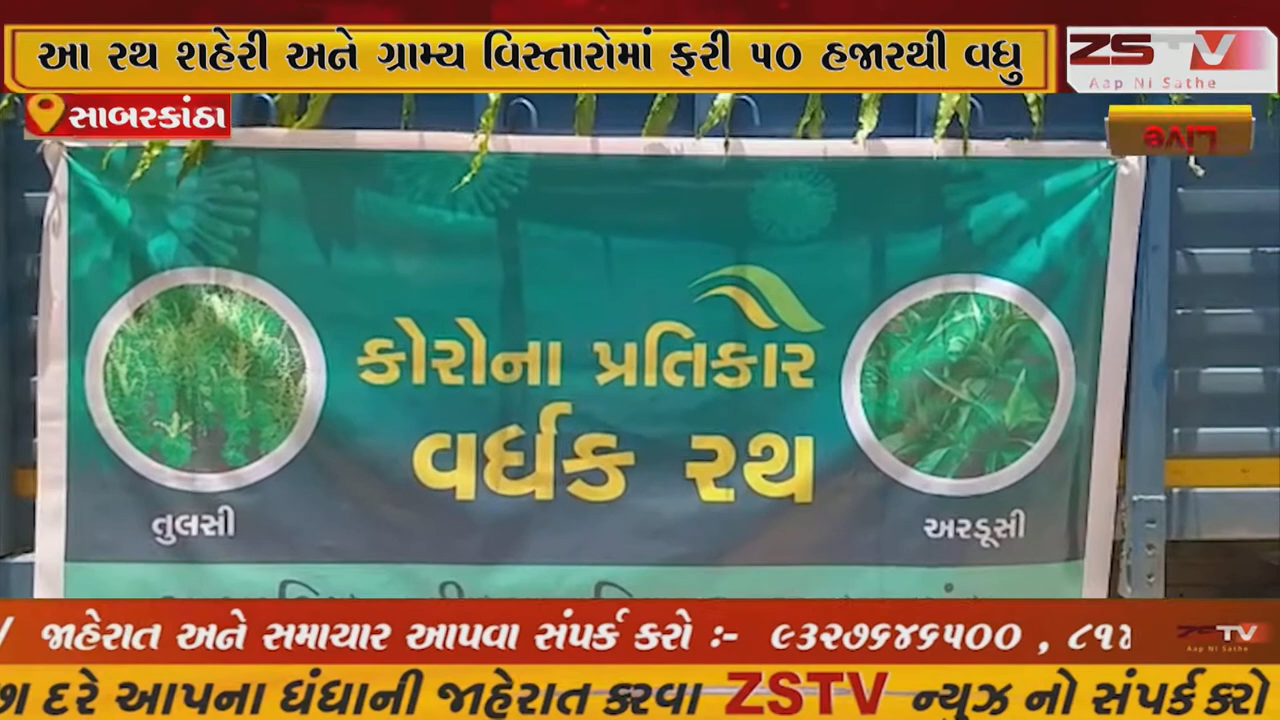 આ રથ શહેરી અને ગ્રામ્ય વિસ્તારોમાં ફરી ૫૦ હજારથી વધુ
ZSTV
Aap Ni Sathe
સાબરકાંઠા
Live
કોરોના પ્રતિકાર
વર્ધક રથ
તુલસી
અરડૂસી
/ જાહેરાત અને સમાચાર આપવા સંપર્ક કરો :- ૯૩૨૭૬૪૬૫૦૦ , ૮૧
ZSTV
Aap Ni Sathe
દરે આપના ધંધાની જાહેરાત કરવા ZSTV ન્યુઝ નો સંપર્ક કરો